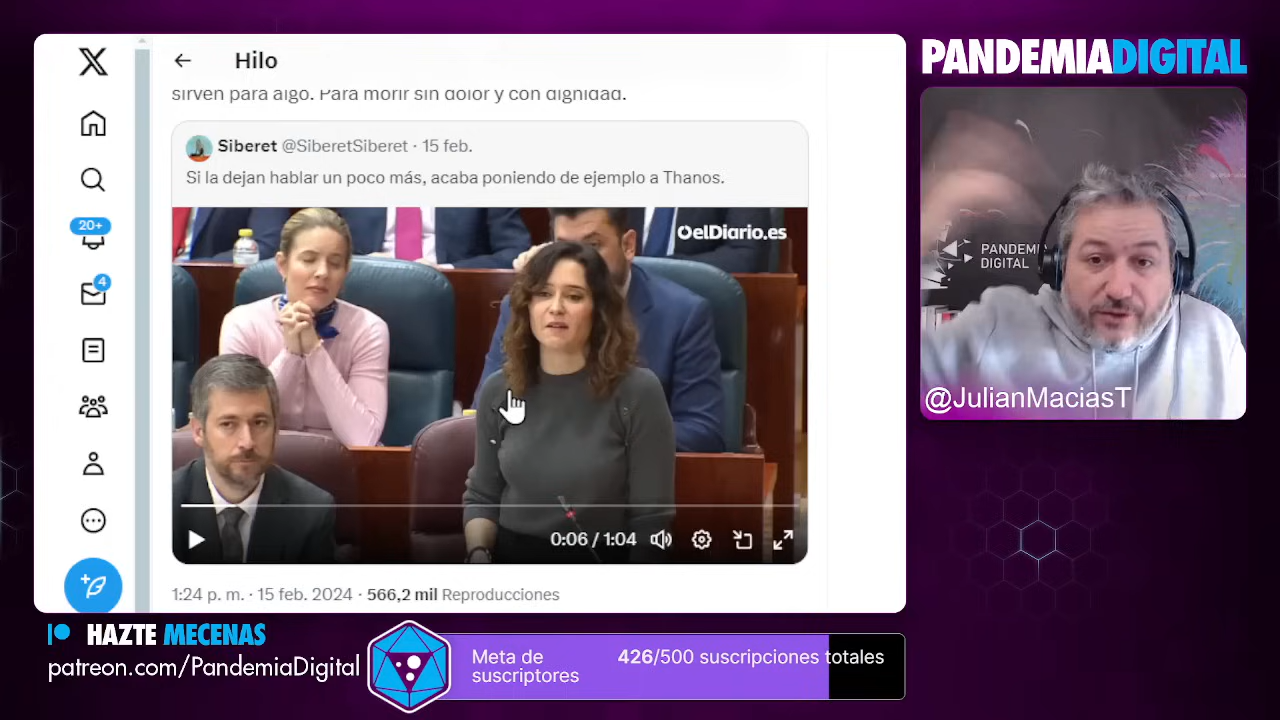 Hilo
sirven para algo. Para morir sin dolor y con dignidad.
Siberet @SiberetSiberet · 15 feb.
Si la dejan hablar un poco más, acaba poniendo de ejemplo a Thanos.
elDiario.es
20+
4
0:06 / 1:04
1:24 p. m. · 15 feb. 2024 · 566,2 mil Reproducciones
PANDEMIADIGITAL
DIGITAL
@JulianMaciasT
HAZTE MECENAS
patreon.com/PandemiaDigital
Meta de
suscriptores
426/500 suscripciones totales